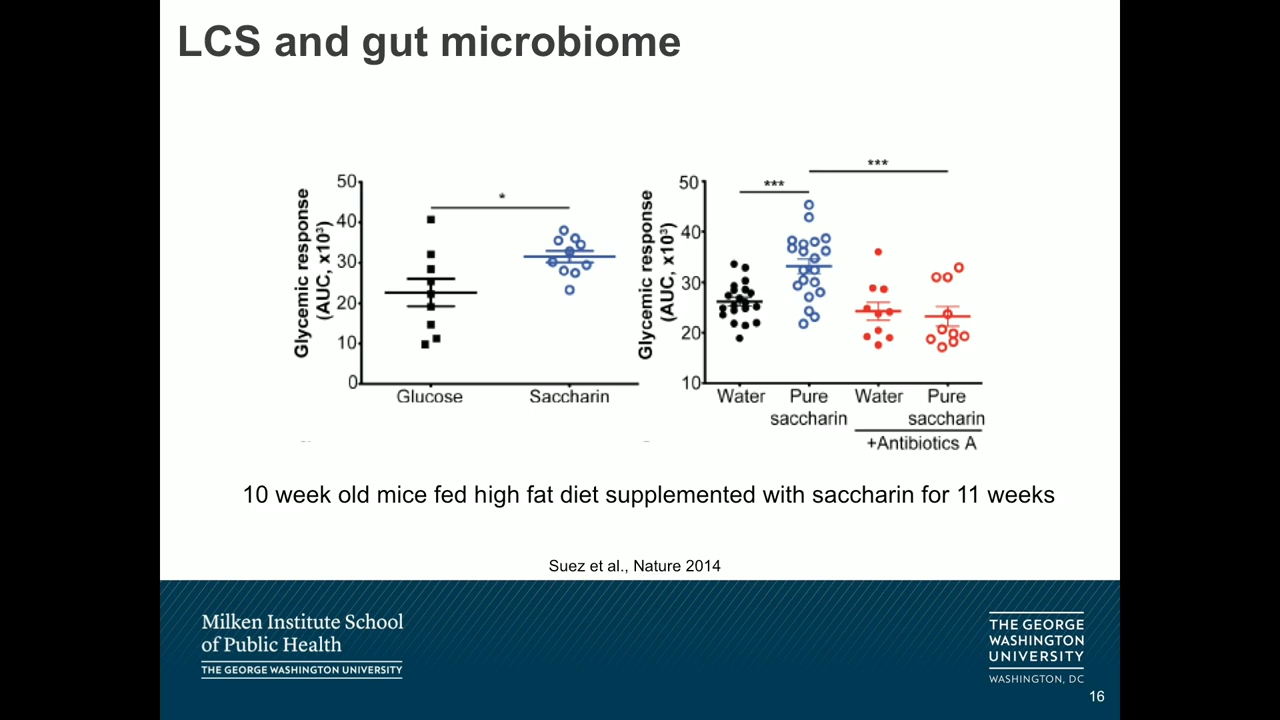 LCS and gut microbiome
Glycemic response
(AUC, x10³)
50
40
30
20
10
0
*
Glucose
Saccharin
Glycemic response
(AUC, x10³)
50
40
30
20
10
***
***
Water
Pure
saccharin
Water
Pure
saccharin
+Antibiotics A
10 week old mice fed high fat diet supplemented with saccharin for 11 weeks
Suez et al., Nature 2014
Milken Institute School
of Public Health
THE GEORGE WASHINGTON UNIVERSITY
THE GEORGE
WASHINGTON
UNIVERSITY
WASHINGTON, DC
16